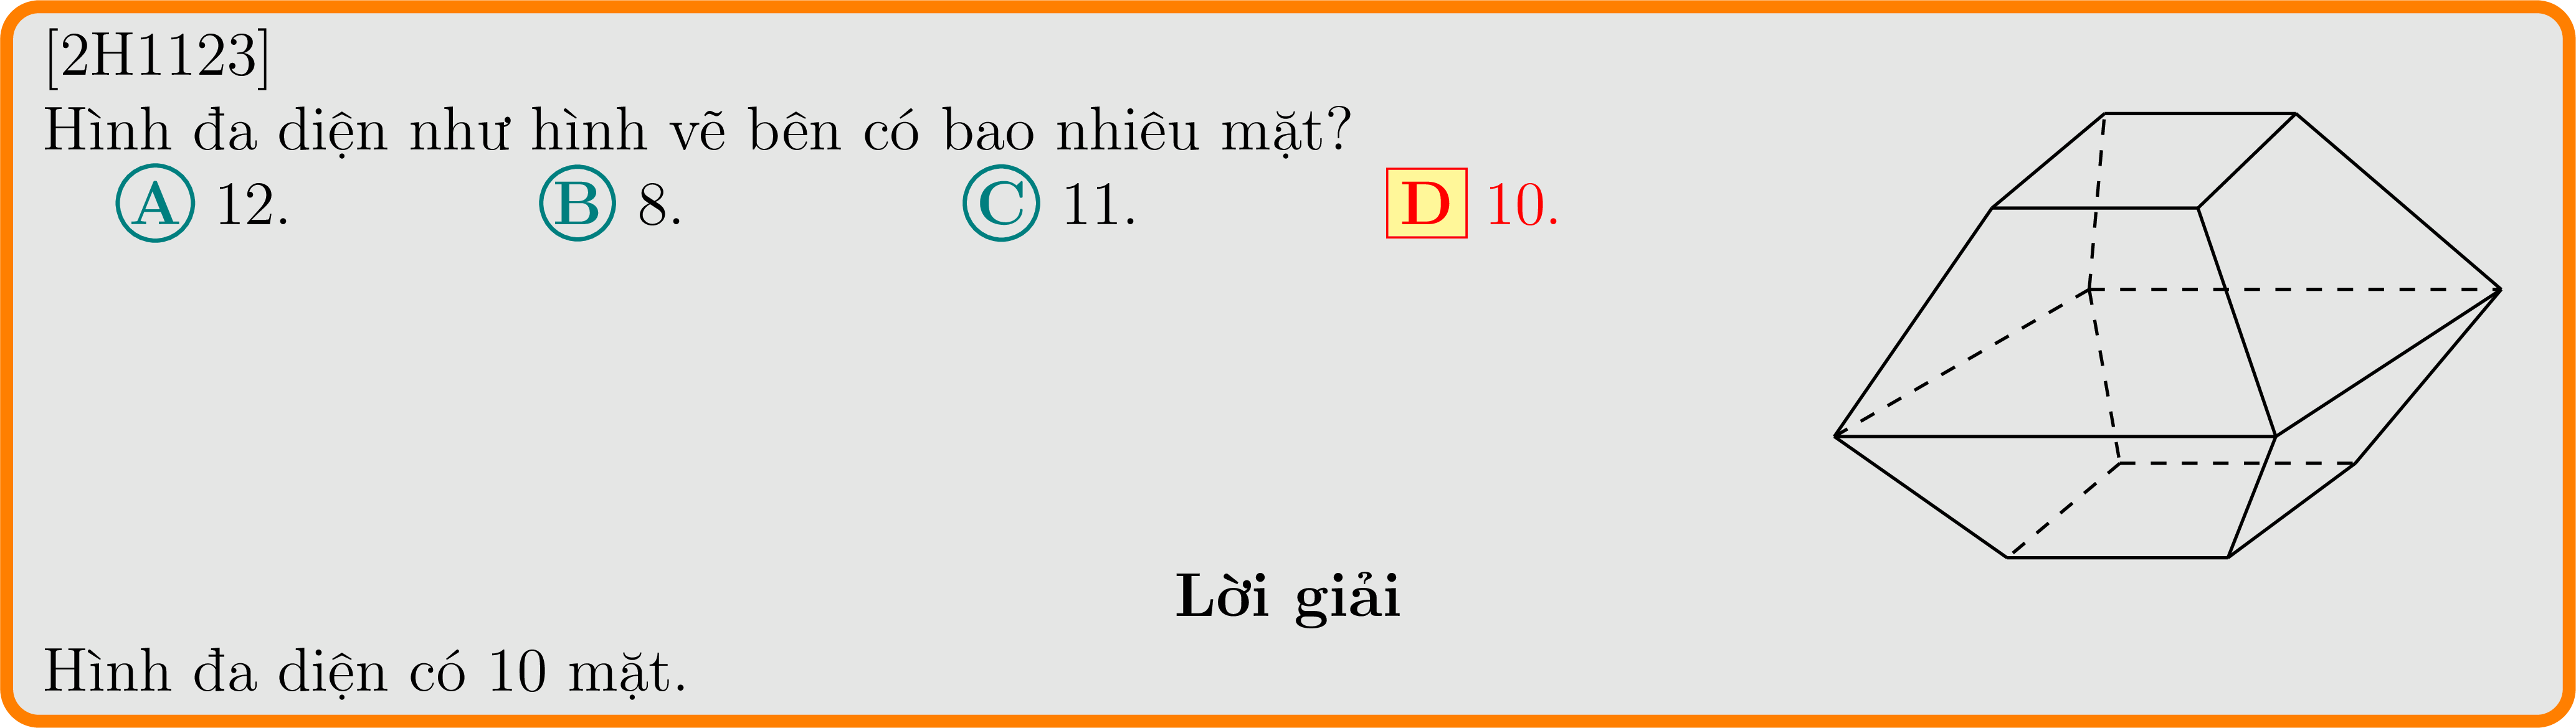 [2H1123]
Hình đa diện như hình vẽ bên có bao nhiêu mặt?
A 12. B 8. C 11. D 10.
Lời giải
Hình đa diện có 10 mặt.